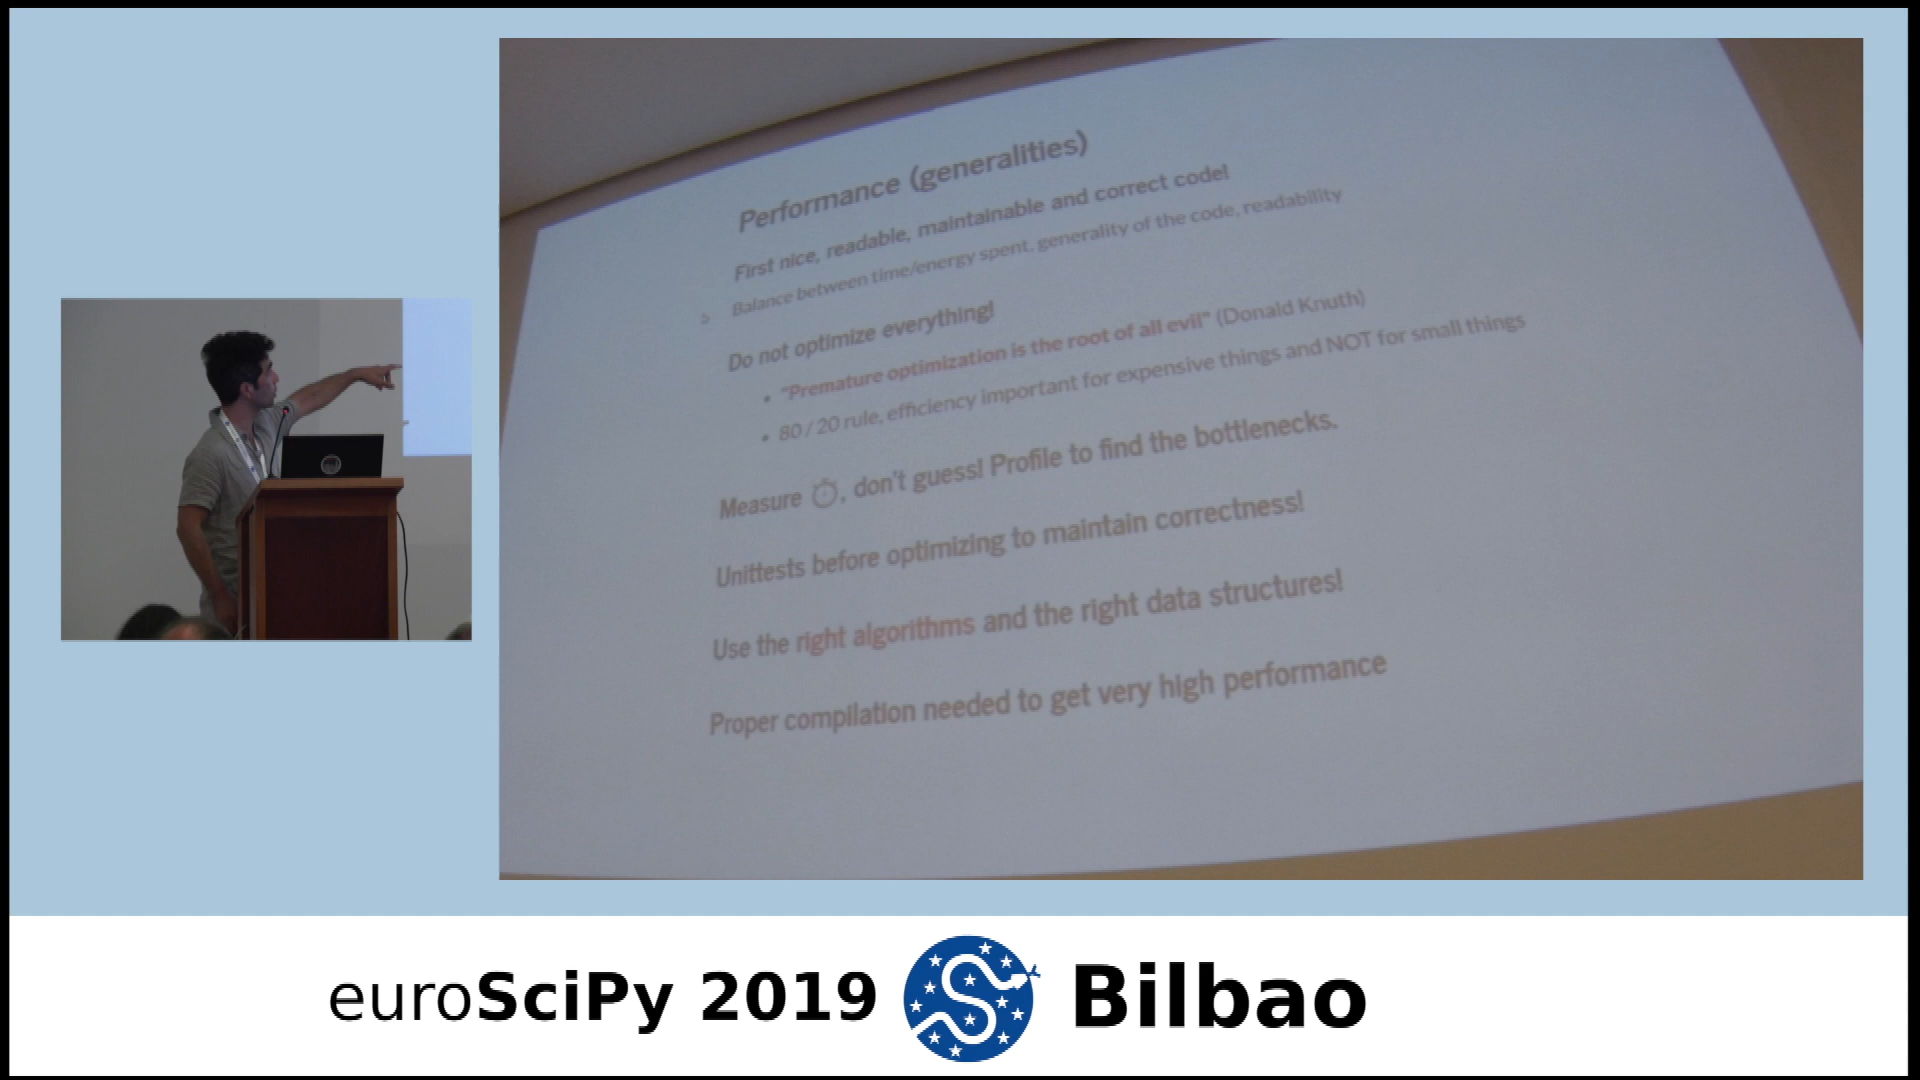 Performance (generalities)
First nice, readable, maintainable and correct code!
Balance between time/energy spent, generality of the code, readability
Do not optimize everything!
• "Premature optimization is the root of all evil" (Donald Knuth)
• 80 / 20 rule, efficiency important for expensive things and NOT for small things
Measure ⏱, don't guess! Profile to find the bottlenecks.
Unittests before optimizing to maintain correctness!
Use the right algorithms and the right data structures!
Proper compilation needed to get very high performance
euroSciPy 2019 Bilbao